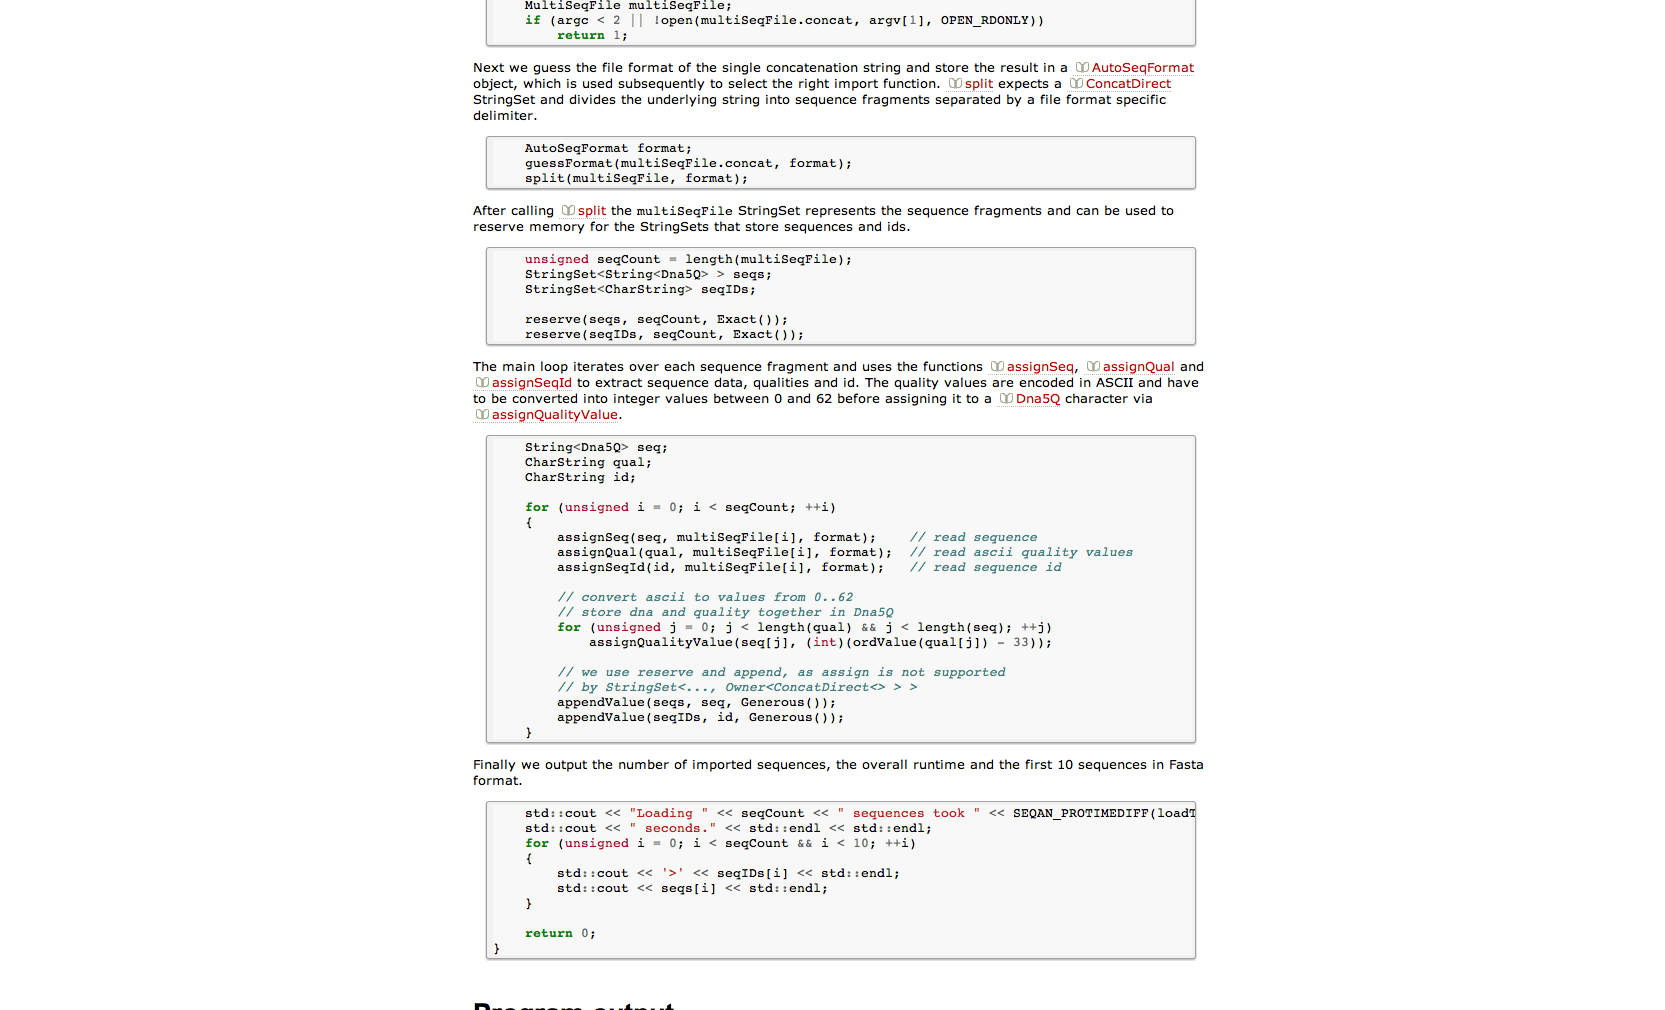 MultiSeqFile multiSeqFile;
if (argc < 2 || !open(multiSeqFile.concat, argv[1], OPEN_RDONLY))
return 1;
Next we guess the file format of the single concatenation string and store the result in a AutoSeqFormat
object, which is used subsequently to select the right import function. split expects a ConcatDirect
StringSet and divides the underlying string into sequence fragments separated by a file format specific
delimiter.
AutoSeqFormat format;
guessFormat(multiSeqFile.concat, format);
split(multiSeqFile, format);
After calling split the multiSeqFile StringSet represents the sequence fragments and can be used to
reserve memory for the StringSets that store sequences and ids.
unsigned seqCount = length(multiSeqFile);
StringSet<String<Dna5Q> > seqs;
StringSet<CharString> seqIDs;
reserve(seqs, seqCount, Exact());
reserve(seqIDs, seqCount, Exact());
The main loop iterates over each sequence fragment and uses the functions assignSeq, assignQual and
assignSeqId to extract sequence data, qualities and id. The quality values are encoded in ASCII and have
to be converted into integer values between 0 and 62 before assigning it to a Dna5Q character via
assignQualityValue.
String<Dna5Q> seq;
CharString qual;
CharString id;
for (unsigned i = 0; i < seqCount; ++i)
{
assignSeq(seq, multiSeqFile[i], format); // read sequence
assignQual(qual, multiSeqFile[i], format); // read ascii quality values
assignSeqId(id, multiSeqFile[i], format); // read sequence id
// convert ascii to values from 0..62
// store dna and quality together in Dna5Q
for (unsigned j = 0; j < length(qual) && j < length(seq); ++j)
assignQualityValue(seq[j], (int)(ordValue(qual[j]) - 33));
// we use reserve and append, as assign is not supported
// by StringSet<..., Owner<ConcatDirect<> > >
appendValue(seqs, seq, Generous());
appendValue(seqIDs, id, Generous());
}
Finally we output the number of imported sequences, the overall runtime and the first 10 sequences in Fasta
format.
std::cout << "Loading " << seqCount << " sequences took " << SEQAN_PROTIMEDIFF(loadT
std::cout << " seconds." << std::endl << std::endl;
for (unsigned i = 0; i < seqCount && i < 10; ++i)
{
std::cout << '>' << seqIDs[i] << std::endl;
std::cout << seqs[i] << std::endl;
}
return 0;
}
Program output